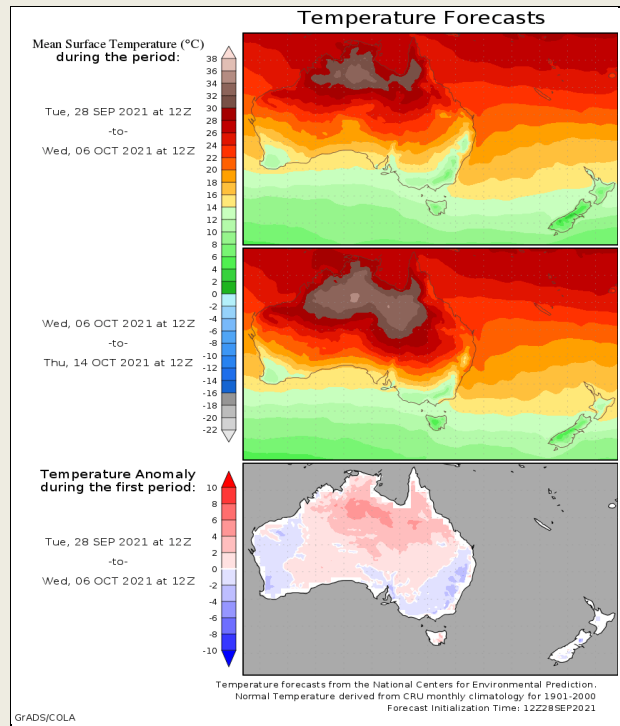 Temperature Forecasts
Mean Surface Temperature (°C)
during the period:
Tue, 28 SEP 2021 at 12Z
-to-
Wed, 06 OCT 2021 at 12Z
38
36
34
32
30
28
26
24
22
20
18
16
14
12
10
8
6
4
2
0
-2
-4
-6
-8
-10
-12
-14
-16
-18
-20
-22
Wed, 06 OCT 2021 at 12Z
-to-
Thu, 14 OCT 2021 at 12Z
Temperature Anomaly
during the first period:
Tue, 28 SEP 2021 at 12Z
-to-
Wed, 06 OCT 2021 at 12Z
10
8
6
4
2
0
-2
-4
-6
-8
-10
Temperature forecasts from the National Centers for Environmental Prediction.
Normal Temperature derived from CRU monthly climatology for 1901-2000
Forecast Initialization Time: 12Z28SEP2021
GrADS/COLA